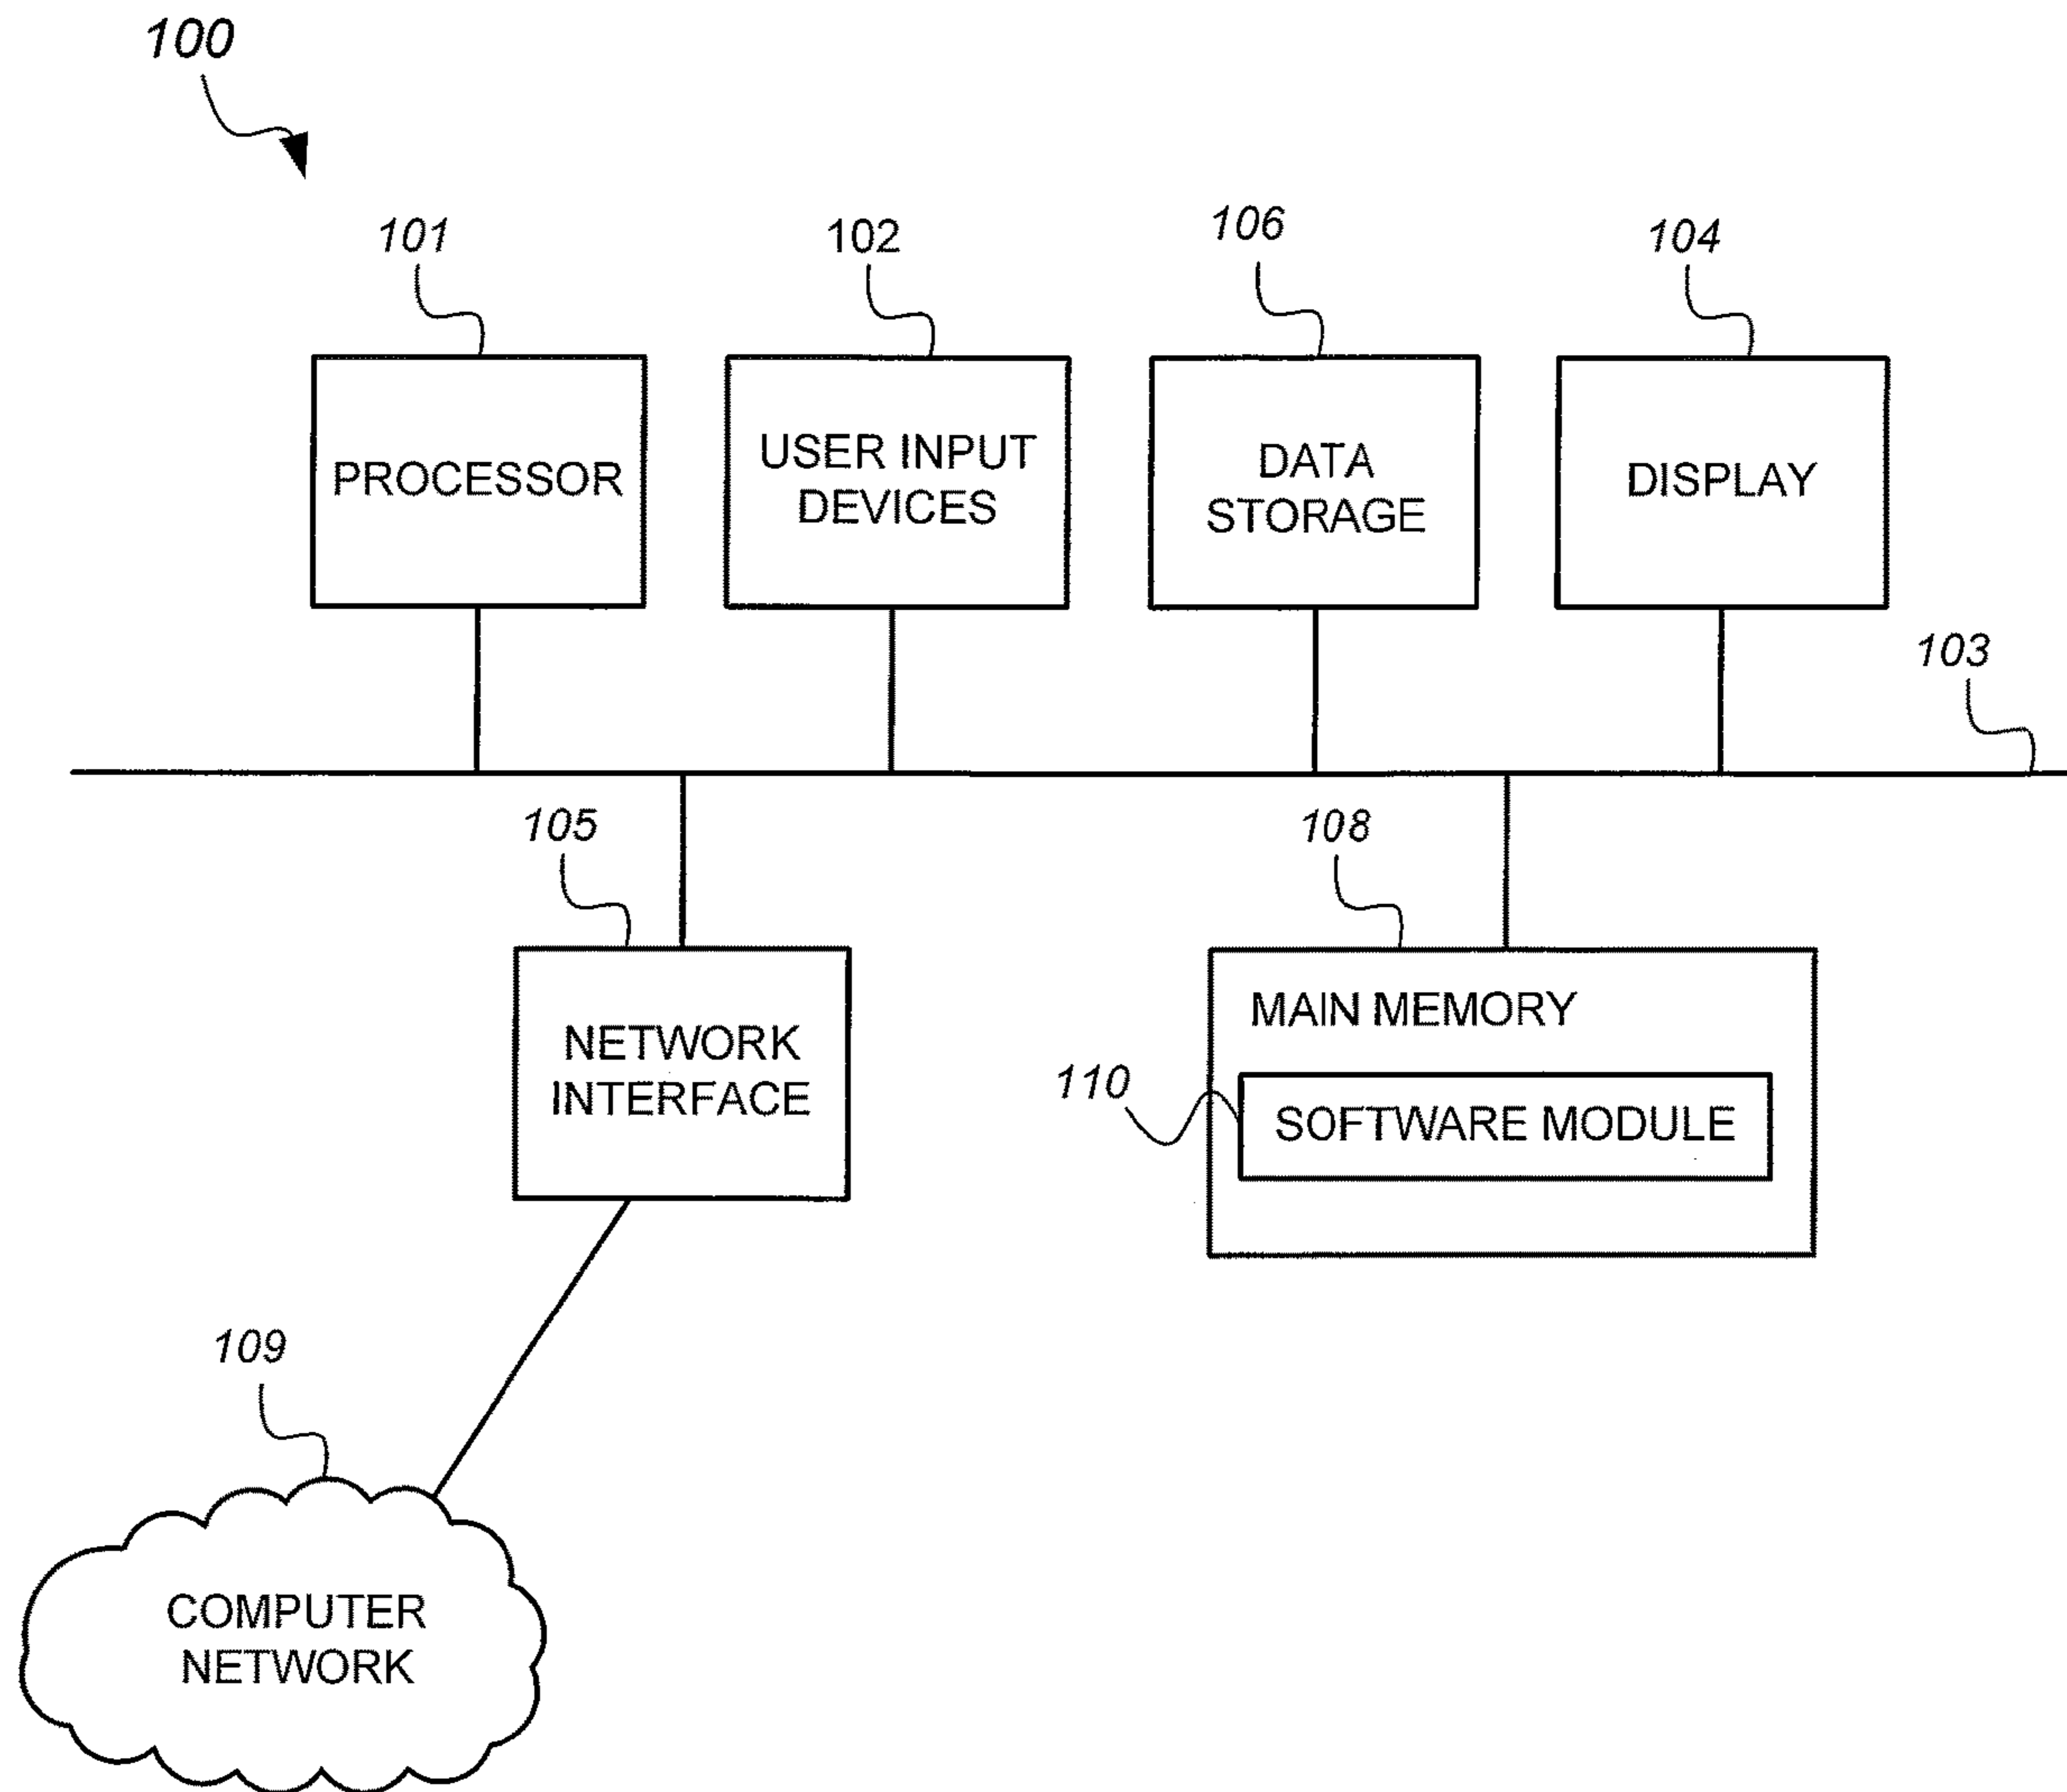 100
101
102
106
104
PROCESSOR
USER INPUT
DEVICES
DATA
STORAGE
DISPLAY
103
105
108
NETWORK
INTERFACE
MAIN MEMORY
110
SOFTWARE MODULE
109
COMPUTER
NETWORK